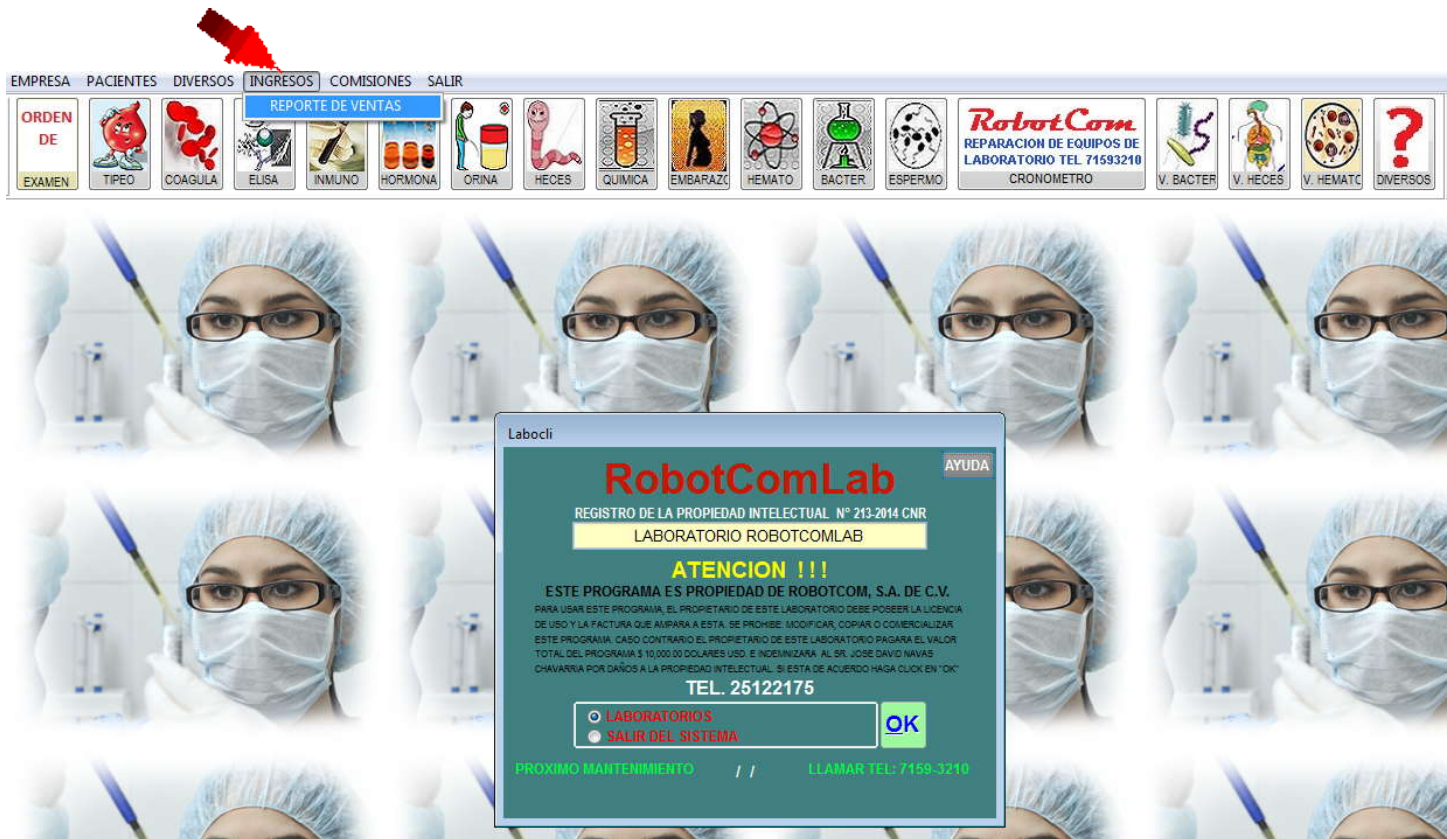 EMPRESA PACIENTES DIVERSOS INGRESOS COMISIONES SALIR
REPORTE DE VENTAS
ORDEN
DE
EXAMEN
TIPEO
COAGULA
ELISA
INMUNO
HORMONA
ORINA
HECES
QUIMICA
EMBARAZC
HEMATO
BACTER
ESPERMO
RobotCom
REPARACION DE EQUIPOS DE
LABORATORIO TEL 71593210
CRONOMETRO
V. BACTER
V. HECES
V. HEMATC
?
DIVERSOS
Labocli
AYUDA
RobotComLab
REGISTRO DE LA PROPIEDAD INTELECTUAL N° 213-2014 CNR
LABORATORIO ROBOTCOMLAB
ATENCION !!!
ESTE PROGRAMA ES PROPIEDAD DE ROBOTCOM, S.A. DE C.V.
PARA USAR ESTE PROGRAMA, EL PROPIETARIO DE ESTE LABORATORIO DEBE POSEER LA LICENCIA
DE USO Y LA FACTURA QUE AMPARA A ESTA. SE PROHIBE: MODIFICAR, COPIAR O COMERCIALIZAR
ESTE PROGRAMA. CASO CONTRARIO EL PROPIETARIO DE ESTE LABORATORIO PAGARA EL VALOR
TOTAL DEL PROGRAMA $ 10,000.00 DOLARES USD. E INDEMNIZARA AL SR. JOSE DAVID NAVAS
CHAVARRIA POR DAÑOS A LA PROPIEDAD INTELECTUAL. SI ESTA DE ACUERDO HAGA CLICK EN "OK"
TEL. 25122175
LABORATORIOS
SALIR DEL SISTEMA
OK
PROXIMO MANTENIMIENTO / / LLAMAR TEL: 7159-3210